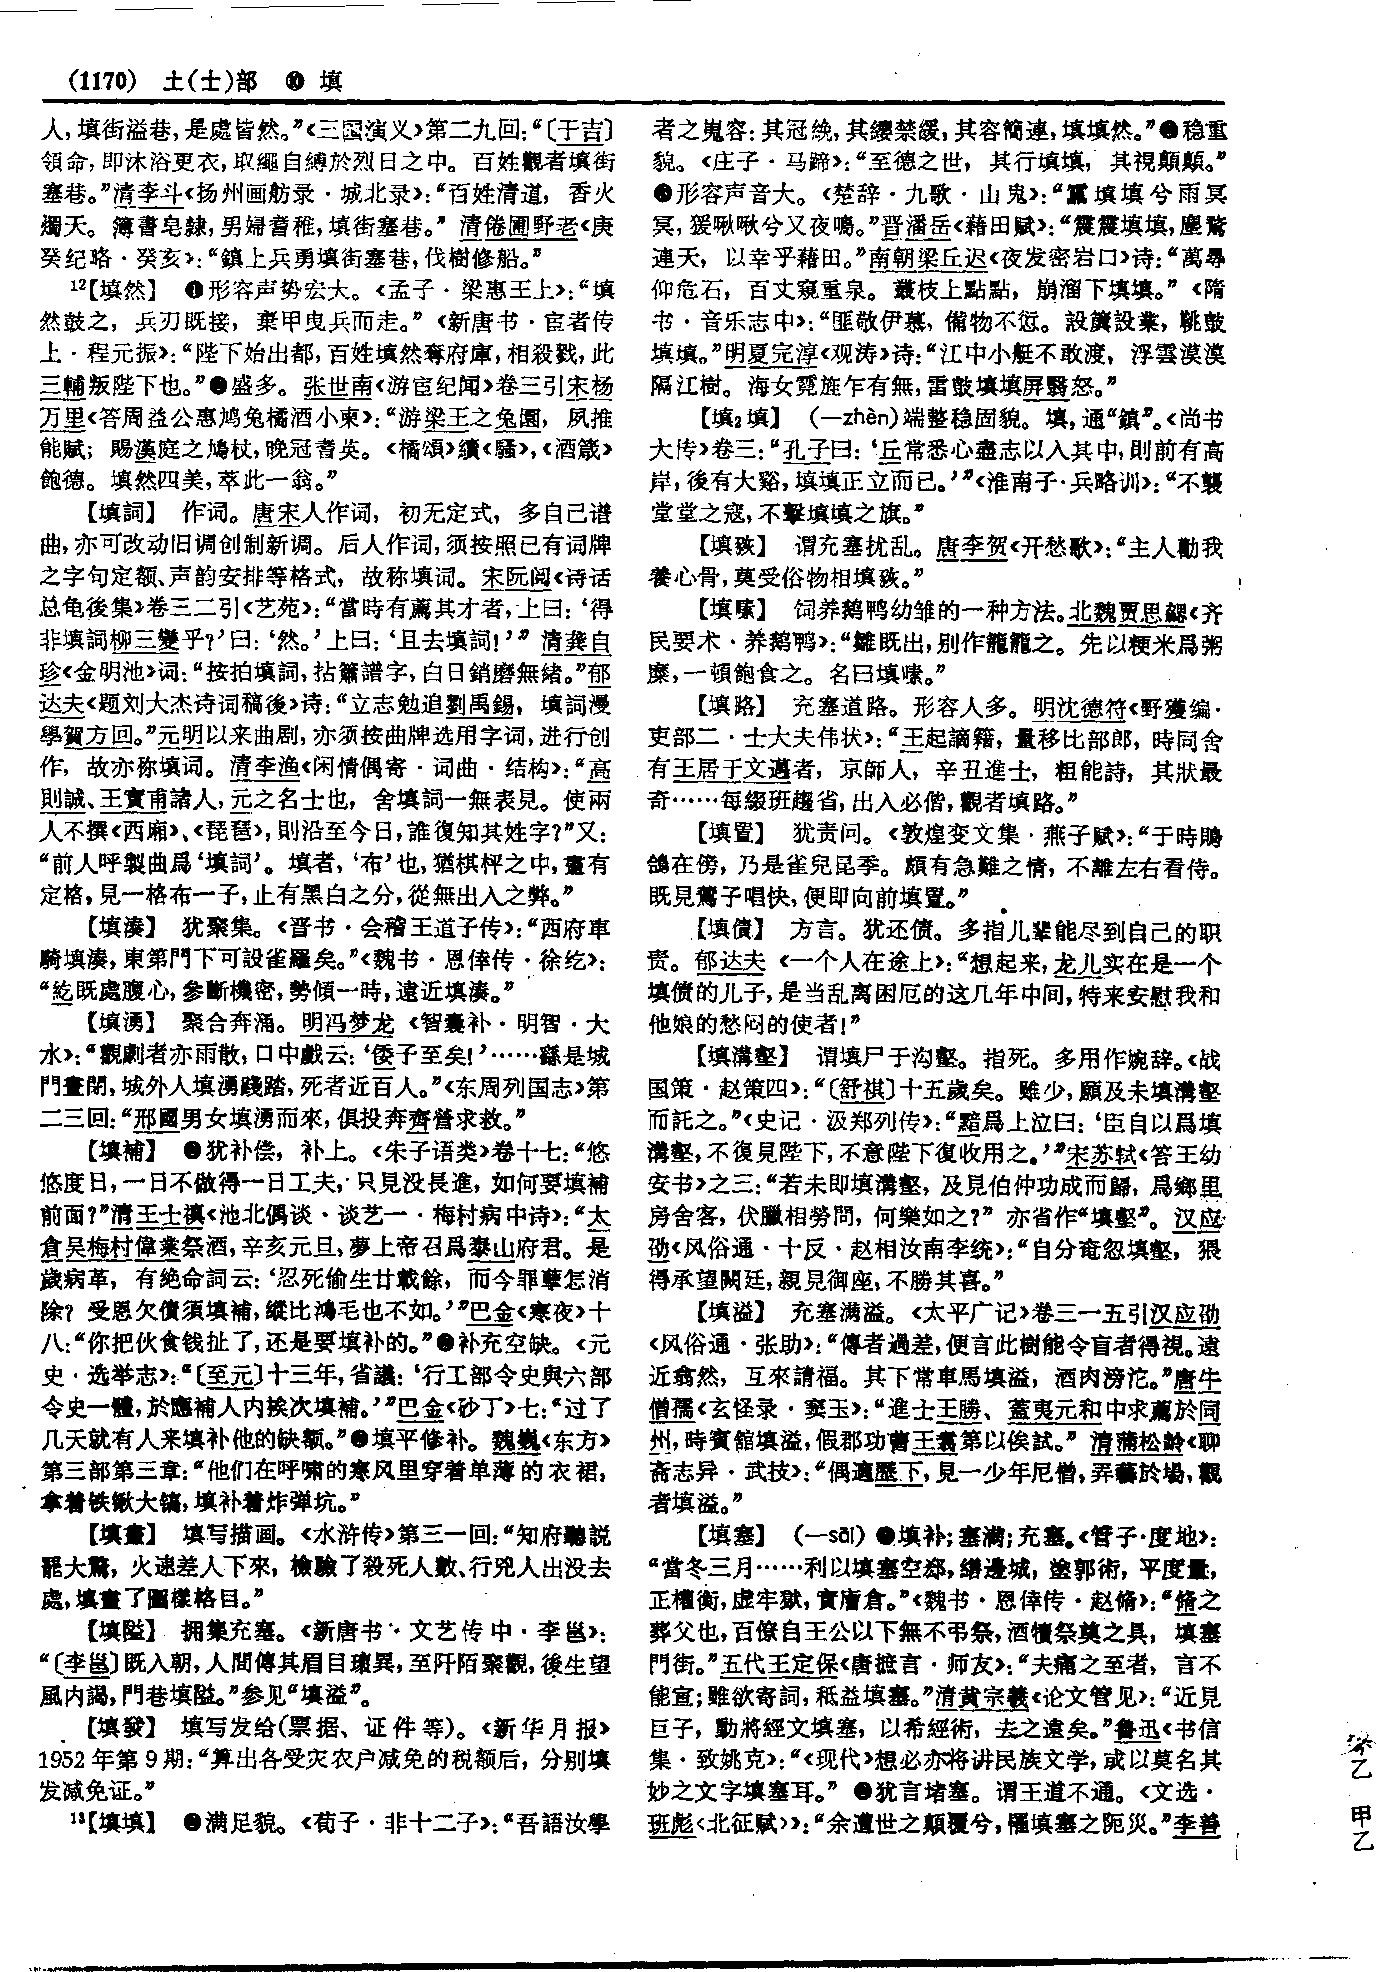 (1170) 土(士)部 ❿ 填
人,填街溢巷,是處皆然。”《三國演义》第二九回:“〔于吉〕
領命,即沐浴更衣,取繩自縛於烈日之中。百姓觀者填街
塞巷。”清李斗《扬州画舫录·城北录》:“百姓清道,香火
燭天。簿書皂隸,男婦耆稚,填街塞巷。”清倦圃野老《庚
癸纪略·癸亥》:“鎮上兵勇填街塞巷,伐樹修船。”
¹²【填然】 ❶形容声势宏大。《孟子·梁惠王上》:“填
然鼓之,兵刃既接,棄甲曳兵而走。”《新唐书·宦者传
上·程元振》:“陛下始出都,百姓填然奪府庫,相殺戮,此
三輔叛陛下也。”❷盛多。张世南《游宦纪闻》卷三引宋杨
万里《答周益公惠鸠兔橘酒小柬》:“游梁王之兔園,夙推
能賦;賜漢庭之鳩杖,晚冠耆英。《橘頌》續《騷》,《酒箴》
飽德。填然四美,萃此一翁。”
【填詞】 作词。唐宋人作词,初无定式,多自己谱
曲,亦可改动旧调创制新调。后人作词,须按照已有词牌
之字句定额、声韵安排等格式,故称填词。宋阮阅《诗话
总龟後集》卷三二引《艺苑》:“當時有薦其才者,上曰:‘得
非填詞柳三變乎?’曰:‘然。’上曰:‘且去填詞!’”清龚自
珍《金明池》词:“按拍填詞,拈簫譜字,白日銷磨無緒。”郁
达夫《题刘大杰诗词稿後》诗:“立志勉追劉禹錫,填詞漫
學賀方回。”元明以来曲剧,亦须按曲牌选用字词,进行创
作,故亦称填词。清李渔《闲情偶寄·词曲·结构》:“高
則誠、王實甫諸人,元之名士也,舍填詞一無表見。使兩
人不撰《西廂》、《琵琶》,則沿至今日,誰復知其姓字?”又:
“前人呼製曲爲‘填詞’。填者,‘布’也,猶棋枰之中,畫有
定格,見一格布一子,止有黑白之分,從無出入之弊。”
【填湊】 犹聚集。《晋书·会稽王道子传》:“西府車
騎填湊,東第門下可設雀羅矣。”《魏书·恩倖传·徐纥》:
“紇既處腹心,參斷機密,勢傾一時,遠近填湊。”
【填湧】 聚合奔涌。明冯梦龙《智囊补·明智·大
水》:“觀劇者亦雨散,口中戲云:‘倭子至矣!’……繇是城
門晝閉,城外人填湧踐踏,死者近百人。”《东周列国志》第
二三回:“邢國男女填湧而來,俱投奔齊營求救。”
【填補】 ❶犹补偿,补上。《朱子语类》卷十七:“悠
悠度日,一日不做得一日工夫,只見没長進,如何要填補
前面?”清王士禛《池北偶谈·谈艺一·梅村病中诗》:“太
倉吴梅村偉業祭酒,辛亥元旦,夢上帝召爲泰山府君。是
歲病革,有絶命詞云:‘忍死偷生廿載餘,而今罪孽怎消
除?受恩欠債須填補,縱比鴻毛也不如。’”巴金《寒夜》十
八:“你把伙食钱扯了,还是要填补的。”❷补充空缺。《元
史·选举志》:“〔至元〕十三年,省議:‘行工部令史與六部
令史一體,於應補人内挨次填補。’”巴金《砂丁》七:“过了
几天就有人来填补他的缺额。”❸填平修补。魏巍《东方》
第三部第三章:“他们在呼啸的寒风里穿着单薄的衣裙,
拿着铁锹大镐,填补着炸弹坑。”
【填畫】 填写描画。《水浒传》第三一回:“知府聽説
罷大驚,火速差人下來,檢驗了殺死人數、行兇人出没去
處,填畫了圖樣格目。”
【填隘】 拥集充塞。《新唐书·文艺传中·李邕》:
“〔李邕〕既入朝,人間傳其眉目瓌異,至阡陌聚觀,後生望
風内謁,門巷填隘。”参见“填溢”。
【填發】 填写发给(票据、证件等)。《新华月报》
1952年第9期:“算出各受灾农户减免的税额后,分别填
发减免证。”
¹³【填填】 ❶满足貌。《荀子·非十二子》:“吾語汝學
者之嵬容:其冠絻,其纓禁緩,其容簡連,填填然。”❷稳重
貌。《庄子·马蹄》:“至德之世,其行填填,其視顛顛。”
❸形容声音大。《楚辞·九歌·山鬼》:“靁填填兮雨冥
冥,猨啾啾兮又夜鳴。”晋潘岳《藉田赋》:“震震填填,塵騖
連天,以幸乎藉田。”南朝梁丘迟《夜发密岩口》诗:“萬尋
仰危石,百丈窺重泉。叢枝上點點,崩溜下填填。”《隋
书·音乐志中》:“匪敬伊慕,備物不愆。設簴設業,鞉鼓
填填。”明夏完淳《观涛》诗:“江中小艇不敢渡,浮雲漠漠
隔江樹。海女霓旌乍有無,雷鼓填填屏翳怒。”
【填₂填】 (—zhèn)端整稳固貌。填,通“鎮”。《尚书
大传》卷三:“孔子曰:‘丘常悉心盡志以入其中,則前有高
岸,後有大谿,填填正立而已。’”《淮南子·兵略训》:“不襲
堂堂之寇,不擊填填之旗。”
【填豥】 谓充塞扰乱。唐李贺《开愁歌》:“主人勸我
養心骨,莫受俗物相填豥。”
【填嗉】 饲养鹅鸭幼雏的一种方法。北魏贾思勰《齐
民要术·养鹅鸭》:“雛既出,别作籠籠之。先以粳米爲粥
糜,一頓飽食之。名曰填嗉。”
【填路】 充塞道路。形容人多。明沈德符《野獲编·
吏部二·士大夫伟状》:“王起謫籍,量移比部郎,時同舍
有王居于文邁者,京師人,辛丑進士,粗能詩,其狀最
奇……每綴班趨省,出入必偕,觀者填路。”
【填置】 犹责问。《敦煌变文集·燕子赋》:“于時鴝
鵒在傍,乃是雀兒昆季。頗有急難之情,不離左右看侍。
既見鷰子唱快,便即向前填置。”
【填債】 方言。犹还债。多指儿辈能尽到自己的职
责。郁达夫《一个人在途上》:“想起来,龙儿实在是一个
填债的儿子,是当乱离困厄的这几年中间,特来安慰我和
他娘的愁闷的使者!”
【填溝壑】 谓填尸于沟壑。指死。多用作婉辞。《战
国策·赵策四》:“〔舒祺〕十五歲矣。雖少,願及未填溝壑
而託之。”《史记·汲郑列传》:“黯爲上泣曰:‘臣自以爲填
溝壑,不復見陛下,不意陛下復收用之。’”宋苏轼《答王幼
安书》之三:“若未即填溝壑,及見伯仲功成而歸,爲鄉里
房舍客,伏臘相勞問,何樂如之?”亦省作“填壑”。汉应
劭《风俗通·十反·赵相汝南李统》:“自分奄忽填壑,猥
得承望闕廷,親見御座,不勝其喜。”
【填溢】 充塞满溢。《太平广记》卷三一五引汉应劭
《风俗通·张助》:“傳者過差,便言此樹能令盲者得視。遠
近翕然,互來請福。其下常車馬填溢,酒肉滂沱。”唐牛
僧孺《玄怪录·窦玉》:“進士王勝、蓋夷元和中求薦於同
州,時賓館填溢,假郡功曹王翥第以俟試。”清蒲松龄《聊
斋志异·武技》:“偶適歷下,見一少年尼僧,弄藝於場,觀
者填溢。”
【填塞】 (—sāi) ❶填补;塞满;充塞。《管子·度地》:
“當冬三月……利以填塞空郄,繕邊城,塗郭術,平度量,
正權衡,虚牢獄,實廥倉。”《魏书·恩倖传·赵脩》:“脩之
葬父也,百僚自王公以下無不弔祭,酒犢祭奠之具,填塞
門街。”五代王定保《唐摭言·师友》:“夫痛之至者,言不
能宣;雖欲寄詞,秖益填塞。”清黄宗羲《论文管见》:“近見
巨子,動將經文填塞,以希經術,去之遠矣。”鲁迅《书信
集·致姚克》:“《现代》想必亦将讲民族文学,或以莫名其
妙之文字填塞耳。” ❷犹言堵塞。谓王道不通。《文选·
班彪〈北征赋〉》:“余遭世之顛覆兮,罹填塞之阨災。”李善
癸乙 甲乙